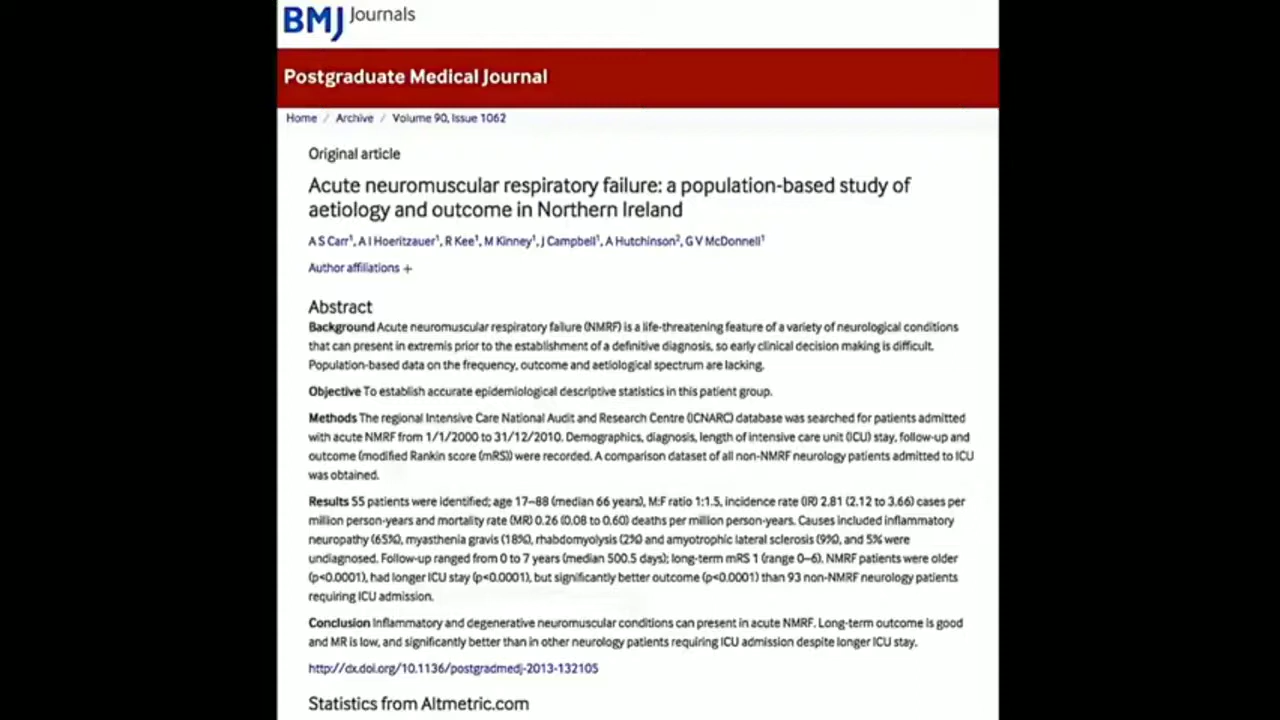 BMJ Journals
Postgraduate Medical Journal
Home / Archive / Volume 90, Issue 1062
Original article
Acute neuromuscular respiratory failure: a population-based study of
aetiology and outcome in Northern Ireland
A S Carr1, A I Hoeritzauer1, R Kee1, M Kinney1, J Campbell1, A Hutchinson2, G V McDonnell1
Author affiliations +
Abstract
Background Acute neuromuscular respiratory failure (NMRF) is a life-threatening feature of a variety of neurological conditions
that can present in extremis prior to the establishment of a definitive diagnosis, so early clinical decision making is difficult.
Population-based data on the frequency, outcome and aetiological spectrum are lacking.
Objective To establish accurate epidemiological descriptive statistics in this patient group.
Methods The regional Intensive Care National Audit and Research Centre (ICNARC) database was searched for patients admitted
with acute NMRF from 1/1/2000 to 31/12/2010. Demographics, diagnosis, length of intensive care unit (ICU) stay, follow-up and
outcome (modified Rankin score (mRS)) were recorded. A comparison dataset of all non-NMRF neurology patients admitted to ICU
was obtained.
Results 55 patients were identified; age 17–88 (median 66 years), M:F ratio 1:1.5, incidence rate (IR) 2.81 (2.12 to 3.66) cases per
million person-years and mortality rate (MR) 0.26 (0.08 to 0.60) deaths per million person-years. Causes included inflammatory
neuropathy (65%), myasthenia gravis (18%), rhabdomyolysis (2%) and amyotrophic lateral sclerosis (9%), and 5% were
undiagnosed. Follow-up ranged from 0 to 7 years (median 500.5 days); long-term mRS 1 (range 0–6). NMRF patients were older
(p<0.0001), had longer ICU stay (p<0.0001), but significantly better outcome (p<0.0001) than 93 non-NMRF neurology patients
requiring ICU admission.
Conclusion Inflammatory and degenerative neuromuscular conditions can present in acute NMRF. Long-term outcome is good
and MR is low, and significantly better than in other neurology patients requiring ICU admission despite longer ICU stay.
http://dx.doi.org/10.1136/postgradmedj-2013-132105
Statistics from Altmetric.com